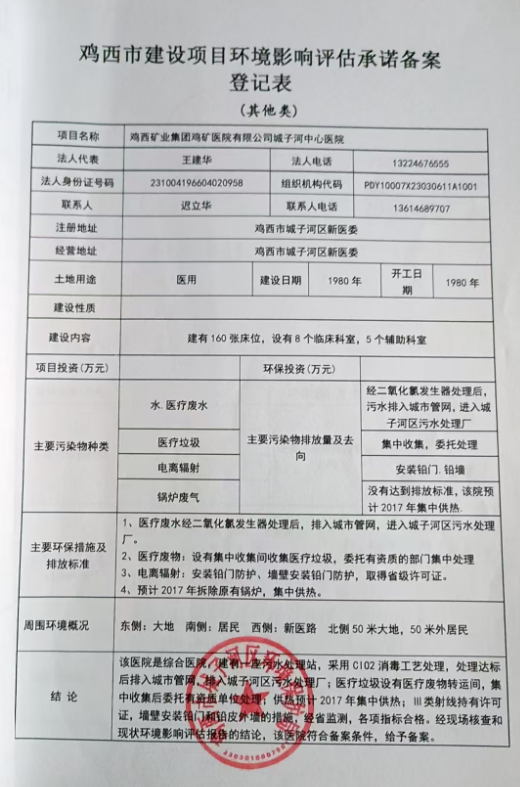 鸡西市建设项目环境影响评估承诺备案
登记表
(其他类)
项目名称 鸡西矿业集团鸡矿医院有限公司城子河中心医院
法人代表 王建华 法人电话 13224676555
法人身份证号码 231004196604020958 组织机构代码 PDY10007X23030611A1001
联系人 迟立华 联系人电话 13614689707
注册地址 鸡西市城子河区新医委
经营地址 鸡西市城子河区新医委
土地用途 医用 建设日期 1980 年 开工日
期 1980 年
建设性质
建设内容 建有 160 张床位，设有 8 个临床科室，5 个辅助科室
项目投资(万元) 环保投资(万元)
主要污染物种类 水.医疗废水 主要污染物排放量及去
向 经二氧化氯发生器处理后，
污水排入城市管网,进入城
子河区污水处理厂
医疗垃圾 集中收集，委托处理
电离辐射 安装铅门.铅墙
锅炉废气 没有达到排放标准，该院预
计 2017 年集中供热.
主要环保措施及
排放标准
1、医疗废水经二氧化氯发生器处理后，排入城市管网，进入城子河区污水处理
厂。
2、医疗废物：设有集中收集间收集医疗垃圾，委托有资质的部门集中处理
3、电离辐射：安装铅门防护、墙壁安装铅门防护，取得省级许可证。
4、预计 2017 年拆除原有锅炉，集中供热。
周围环境概况 东侧：大地 南侧：居民 西侧：新医路 北侧 50 米大地，50 米外居民
结 论
该医院是综合医院，建有一座污水处理站，采用 ClO2 消毒工艺处理，处理达标
后排入城市管网，排入子河区污水处理厂；医疗垃圾设有医疗废物转运间，集
中收集后委托有资质单位处理；供热预计 2017 年集中供热；Ⅲ类射线持有许可
证，墙壁安装铅门和铅皮外墙的措施，经省监测，各项指标合格。经现场核查和
现状环境影响评估报告的结论，该医院符合备案条件，给予备案。